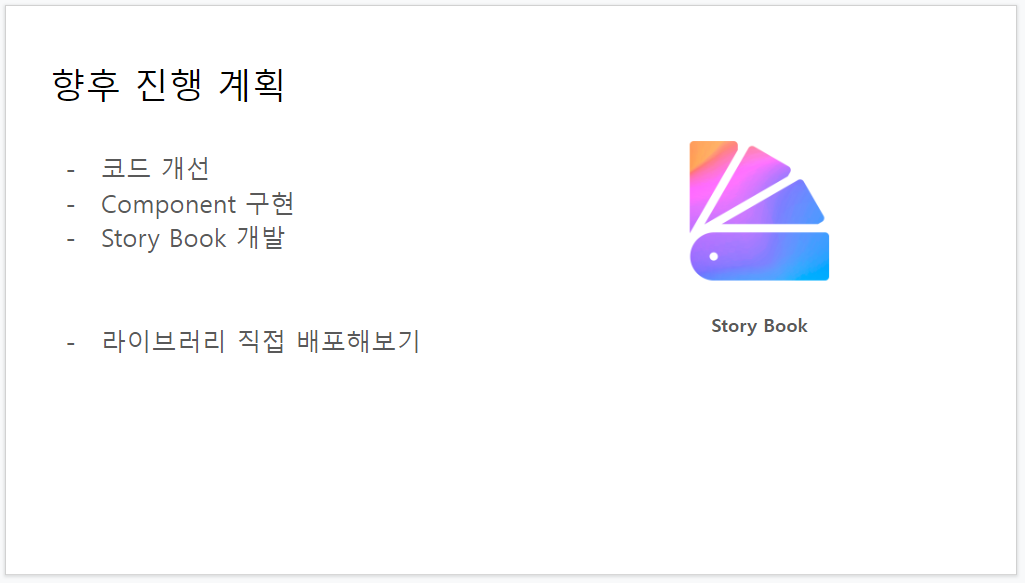 향후 진행 계획
- 코드 개선
- Component 구현
- Story Book 개발
- 라이브러리 직접 배포해보기
Story Book